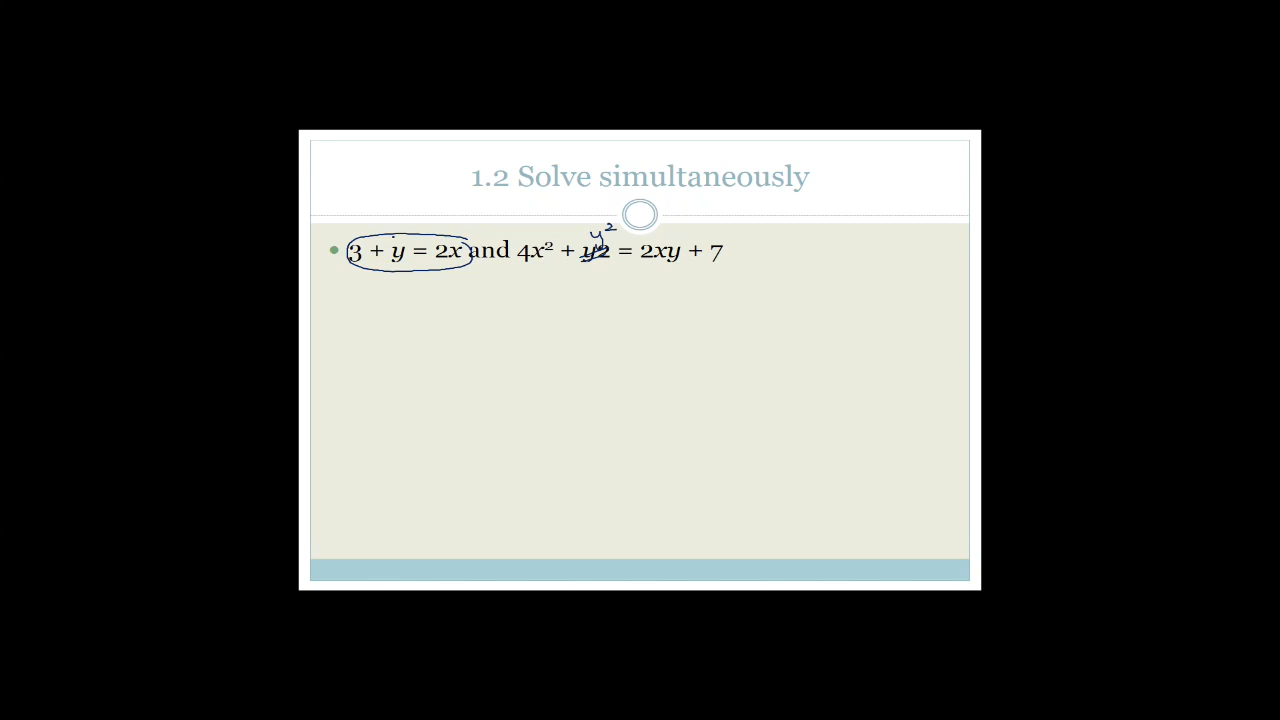 1.2 Solve simultaneously
y²
• 3 + y = 2x and 4x² + y2 = 2xy + 7